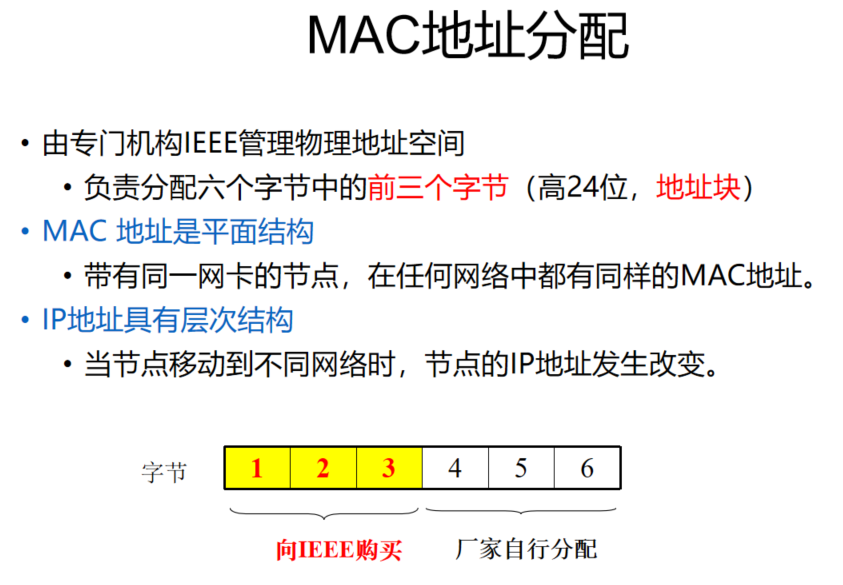 MAC地址分配
• 由专门机构IEEE管理物理地址空间
• 负责分配六个字节中的前三个字节（高24位，地址块）
• MAC 地址是平面结构
• 带有同一网卡的节点，在任何网络中都有同样的MAC地址。
• IP地址具有层次结构
• 当节点移动到不同网络时，节点的IP地址发生改变。
字节 1 2 3 4 5 6
向IEEE购买 厂家自行分配